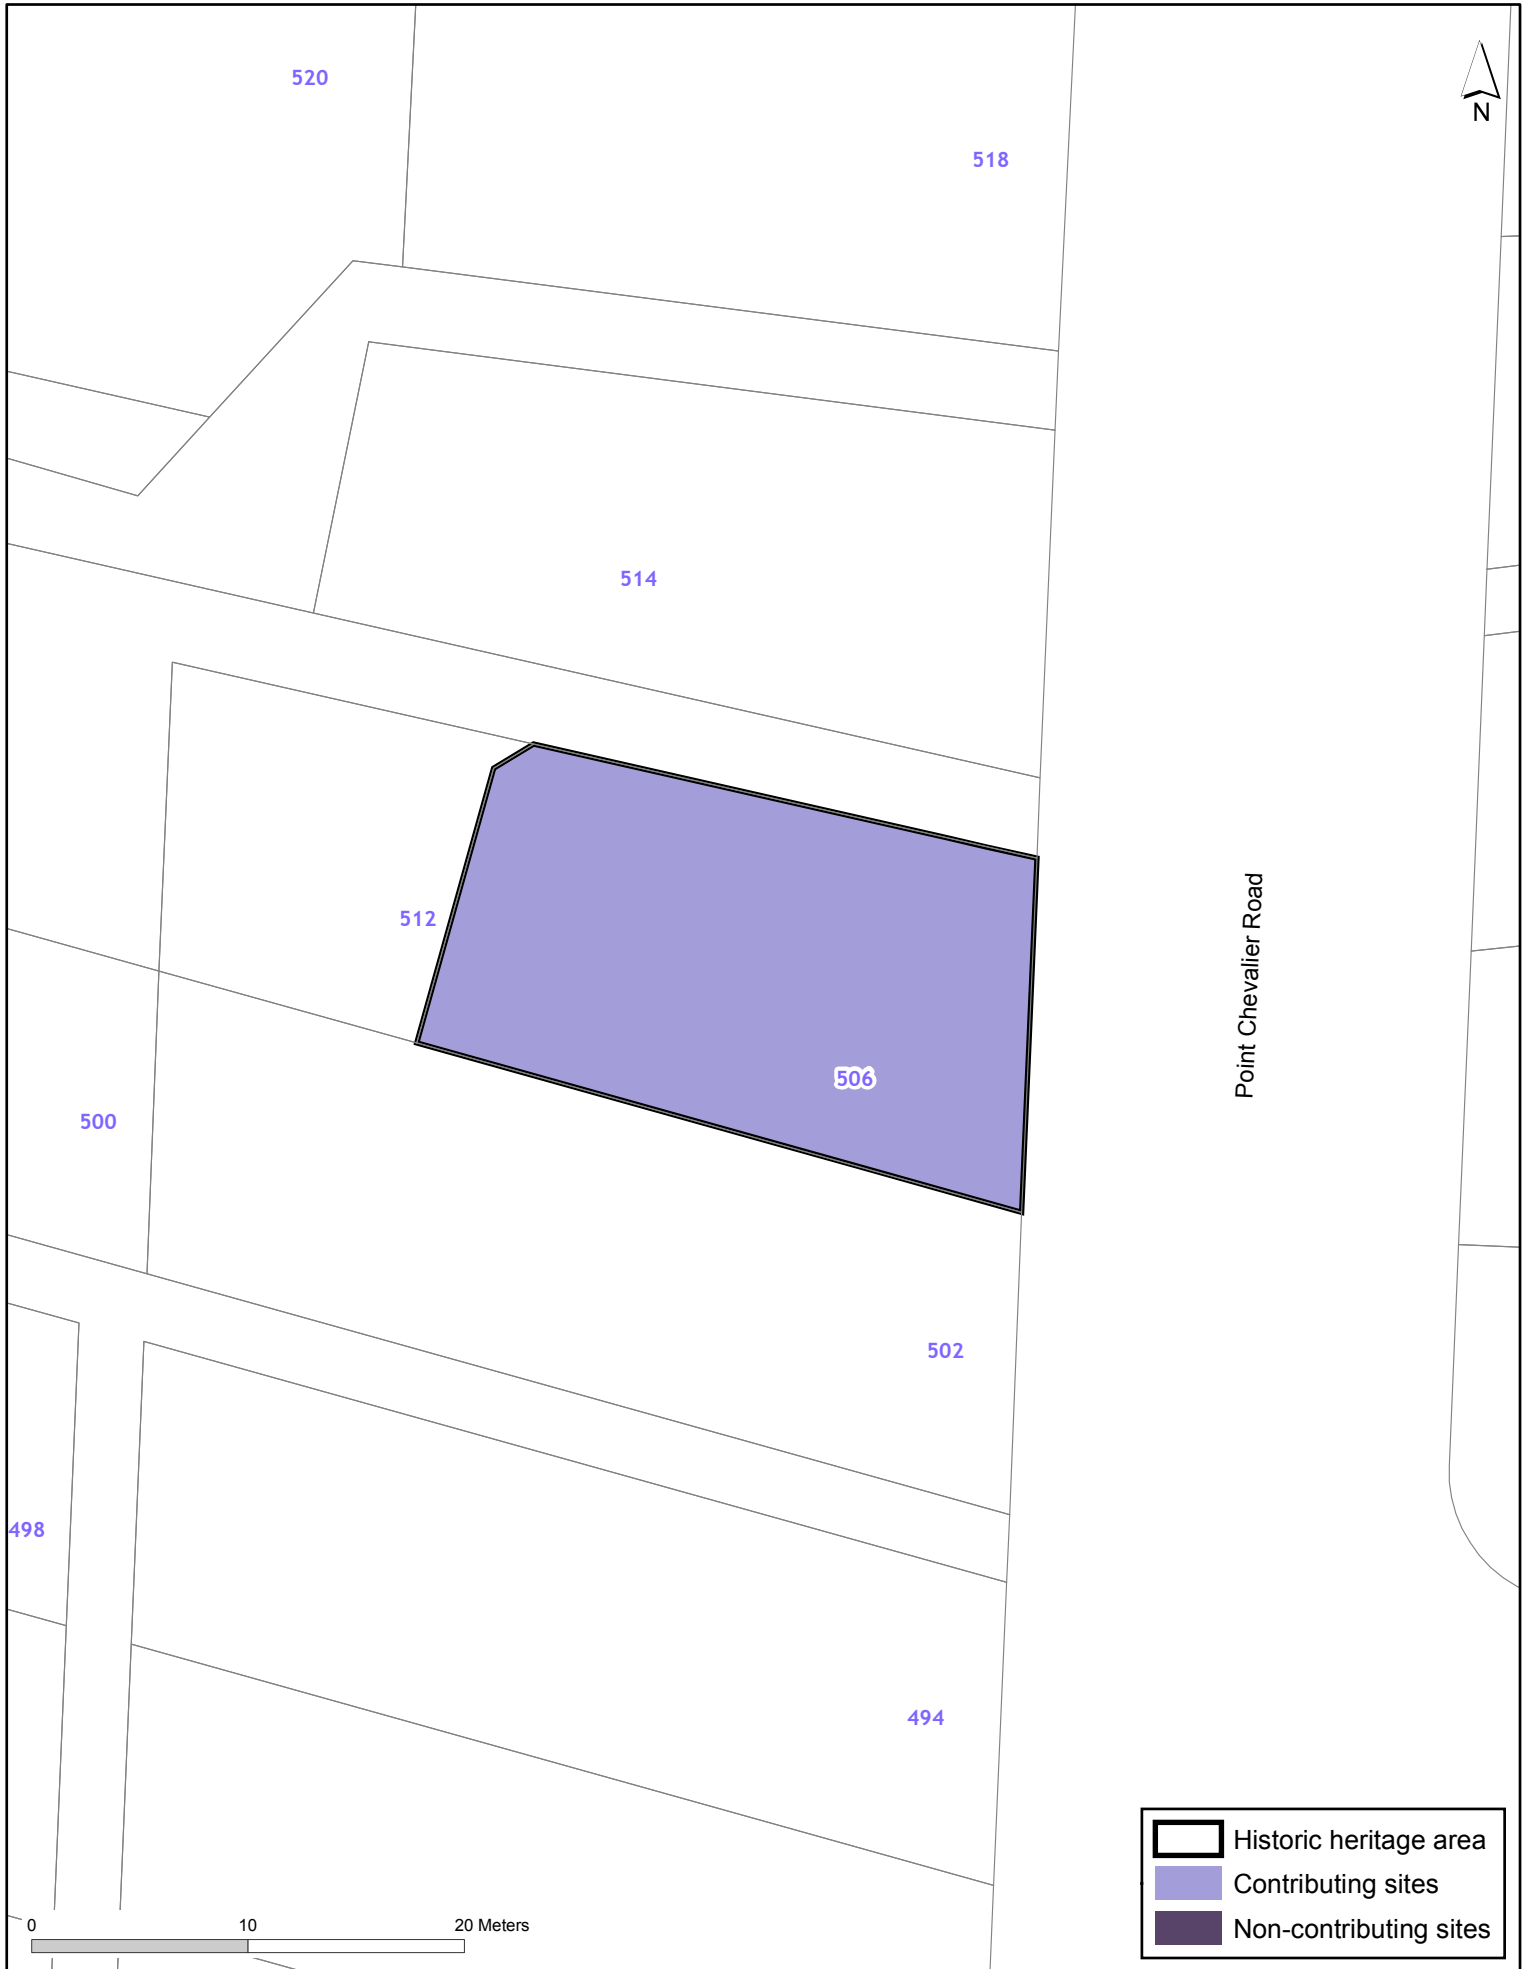 520
N
518
514
512
Point Chevalier Road
506
500
502
498
494
Historic heritage area
Contributing sites
Non-contributing sites
0 10 20 Meters